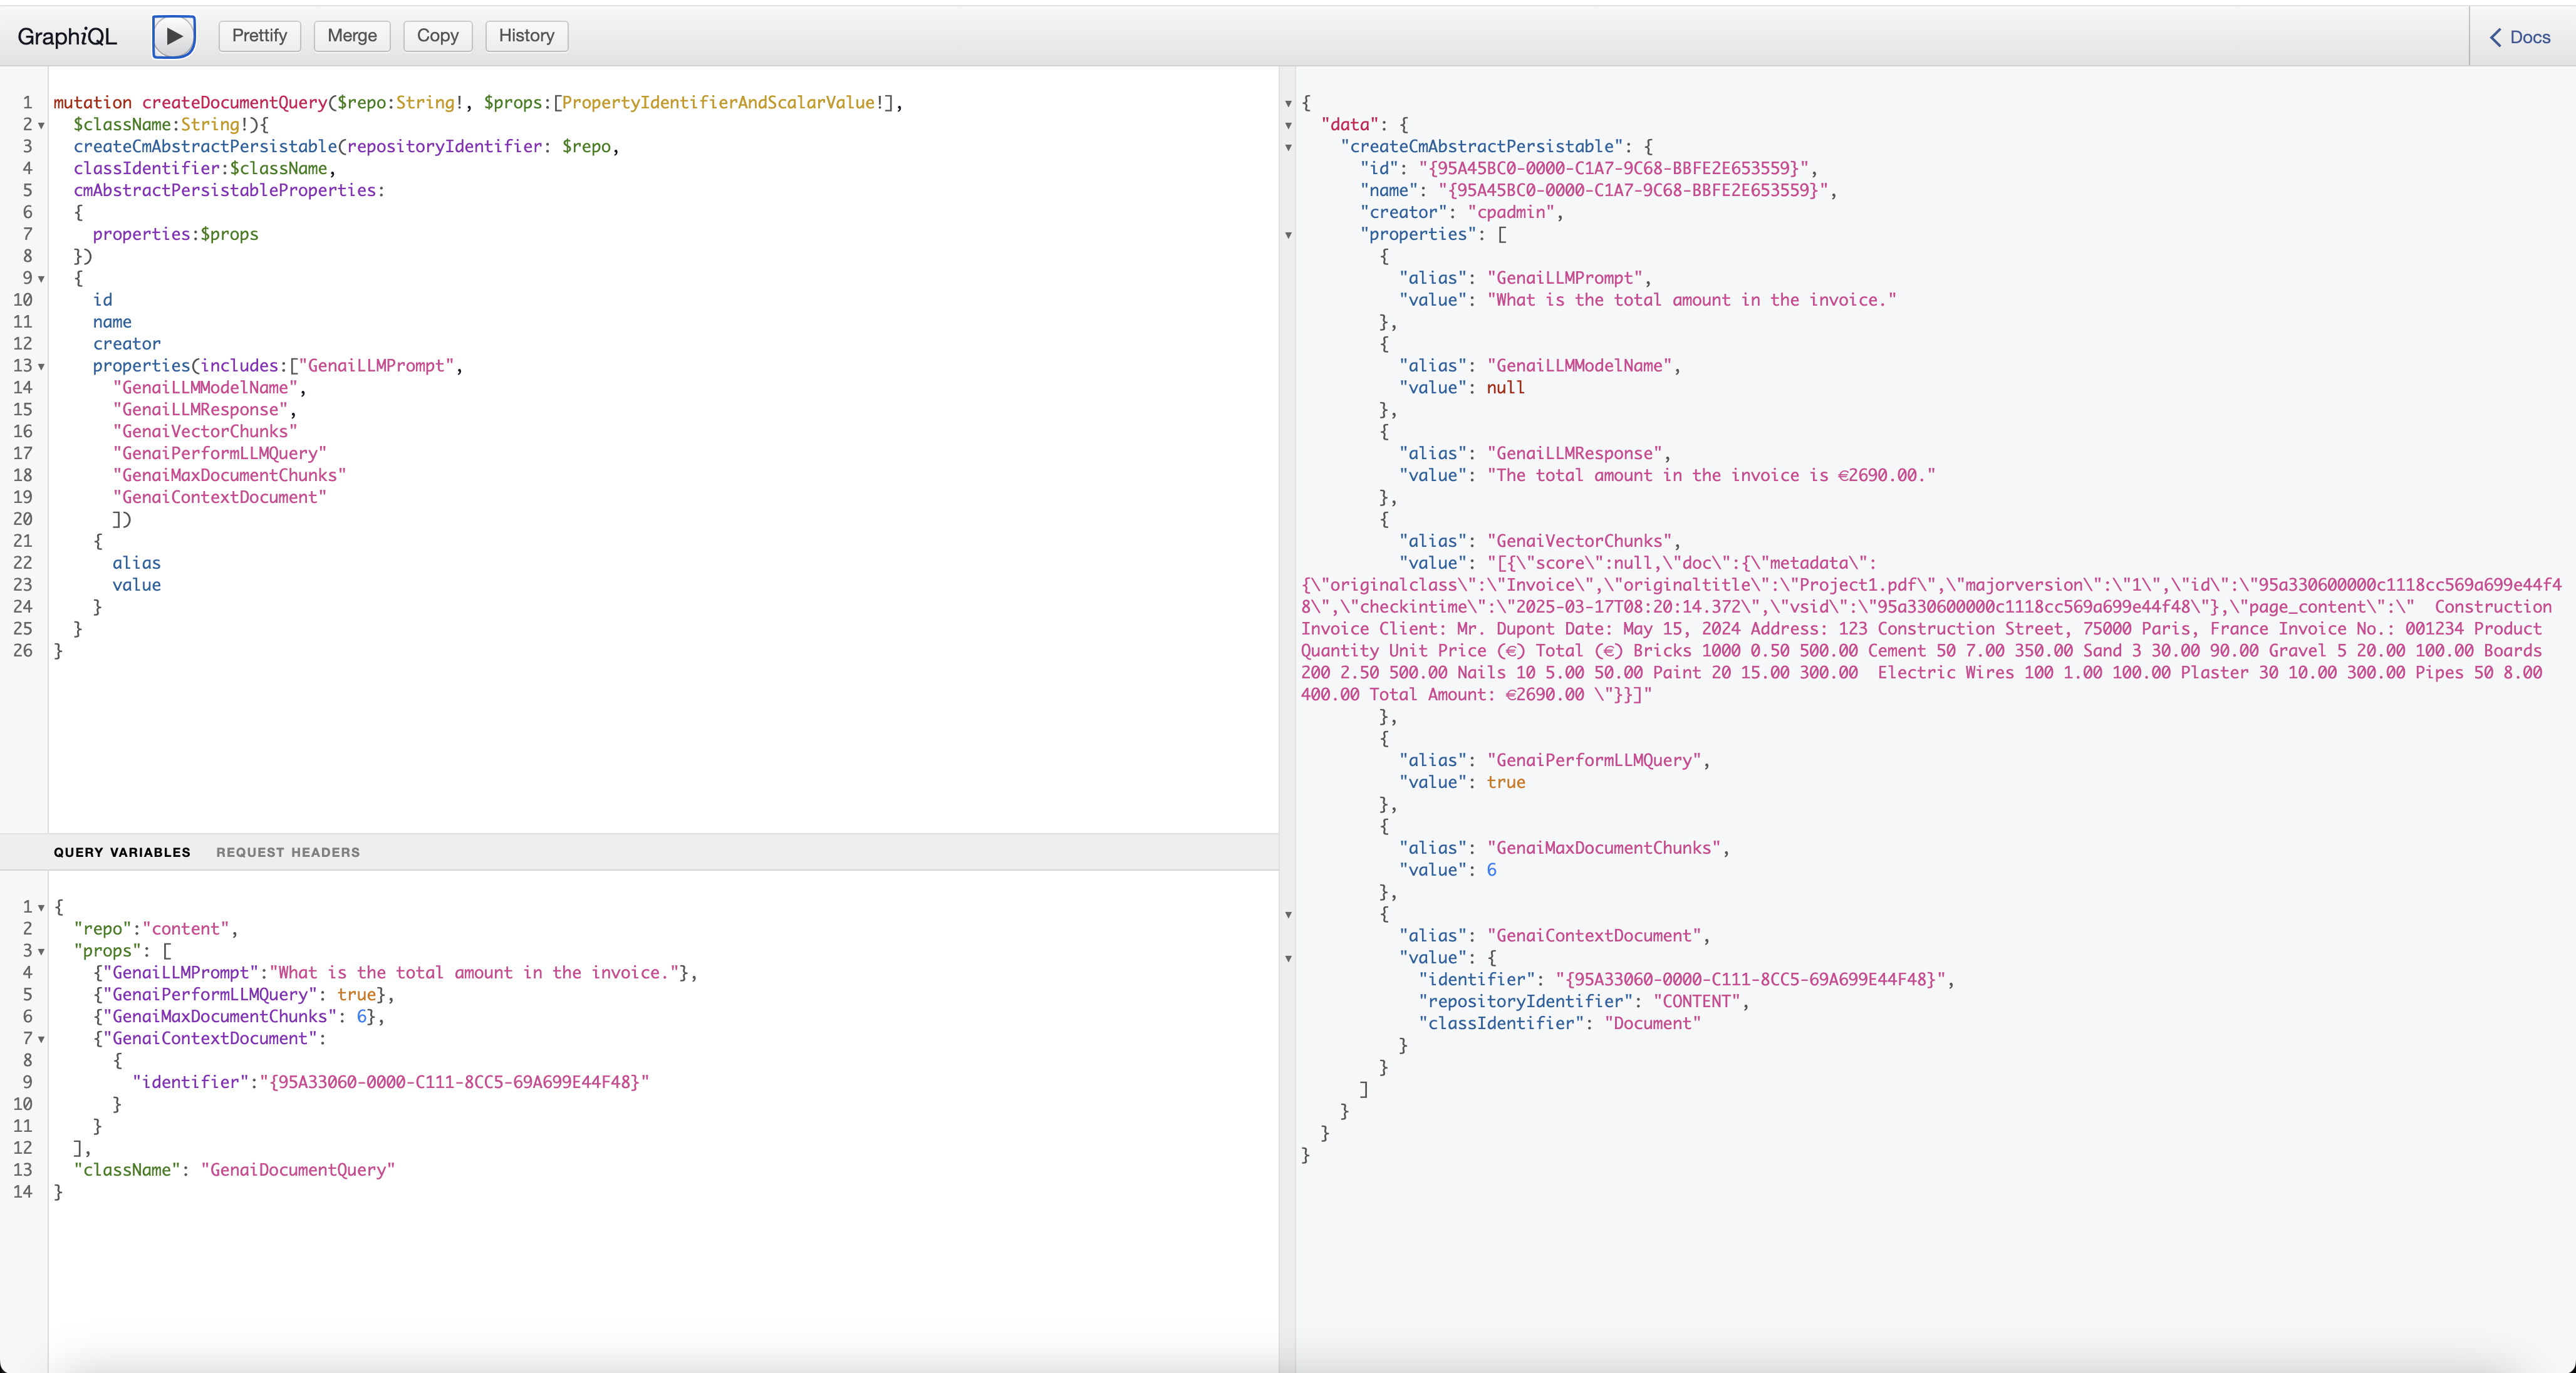 GraphiQL
Prettify
Merge
Copy
History
Docs
1 mutation createDocumentQuery($repo:String!, $props:[PropertyIdentifierAndScalarValue!],
2 $className:String!){
3 createCmAbstractPersistable(repositoryIdentifier: $repo,
4 classIdentifier:$className,
5 cmAbstractPersistableProperties:
6 {
7 properties:$props
8 })
9 {
10 id
11 name
12 creator
13 properties(includes:["GenaiLLMPrompt",
14 "GenaiLLMModelName",
15 "GenaiLLMResponse",
16 "GenaiVectorChunks"
17 "GenaiPerformLLMQuery"
18 "GenaiMaxDocumentChunks"
19 "GenaiContextDocument"
20 ])
21 {
22 alias
23 value
24 }
25 }
26 }
QUERY VARIABLES
REQUEST HEADERS
1 {
2 "repo":"content",
3 "props": [
4 {"GenaiLLMPrompt":"What is the total amount in the invoice."},
5 {"GenaiPerformLLMQuery": true},
6 {"GenaiMaxDocumentChunks": 6},
7 {"GenaiContextDocument":
8 {
9 "identifier":"{95A33060-0000-C111-8CC5-69A699E44F48}"
10 }
11 }
12 ],
13 "className": "GenaiDocumentQuery"
14 }
{
"data": {
"createCmAbstractPersistable": {
"id": "{95A45BC0-0000-C1A7-9C68-BBFE2E653559}",
"name": "{95A45BC0-0000-C1A7-9C68-BBFE2E653559}",
"creator": "cpadmin",
"properties": [
{
"alias": "GenaiLLMPrompt",
"value": "What is the total amount in the invoice."
},
{
"alias": "GenaiLLMModelName",
"value": null
},
{
"alias": "GenaiLLMResponse",
"value": "The total amount in the invoice is €2690.00."
},
{
"alias": "GenaiVectorChunks",
"value": "[{\"score\":null,\"doc\":{\"metadata\":
{\"originalclass\":\"Invoice\",\"originaltitle\":\"Project1.pdf\",\"majorversion\":\"1\",\"id\":\"95a330600000c1118cc569a699e44f4
8\",\"checkintime\":\"2025-03-17T08:20:14.372\",\"vsid\":\"95a330600000c1118cc569a699e44f48\"},\"page_content\":\"  Construction
Invoice Client: Mr. Dupont Date: May 15, 2024 Address: 123 Construction Street, 75000 Paris, France Invoice No.: 001234 Product
Quantity Unit Price (€) Total (€) Bricks 1000 0.50 500.00 Cement 50 7.00 350.00 Sand 3 30.00 90.00 Gravel 5 20.00 100.00 Boards
200 2.50 500.00 Nails 10 5.00 50.00 Paint 20 15.00 300.00  Electric Wires 100 1.00 100.00 Plaster 30 10.00 300.00 Pipes 50 8.00
400.00 Total Amount: €2690.00 \"}}]"
},
{
"alias": "GenaiPerformLLMQuery",
"value": true
},
{
"alias": "GenaiMaxDocumentChunks",
"value": 6
},
{
"alias": "GenaiContextDocument",
"value": {
"identifier": "{95A33060-0000-C111-8CC5-69A699E44F48}",
"repositoryIdentifier": "CONTENT",
"classIdentifier": "Document"
}
}
]
}
}
}